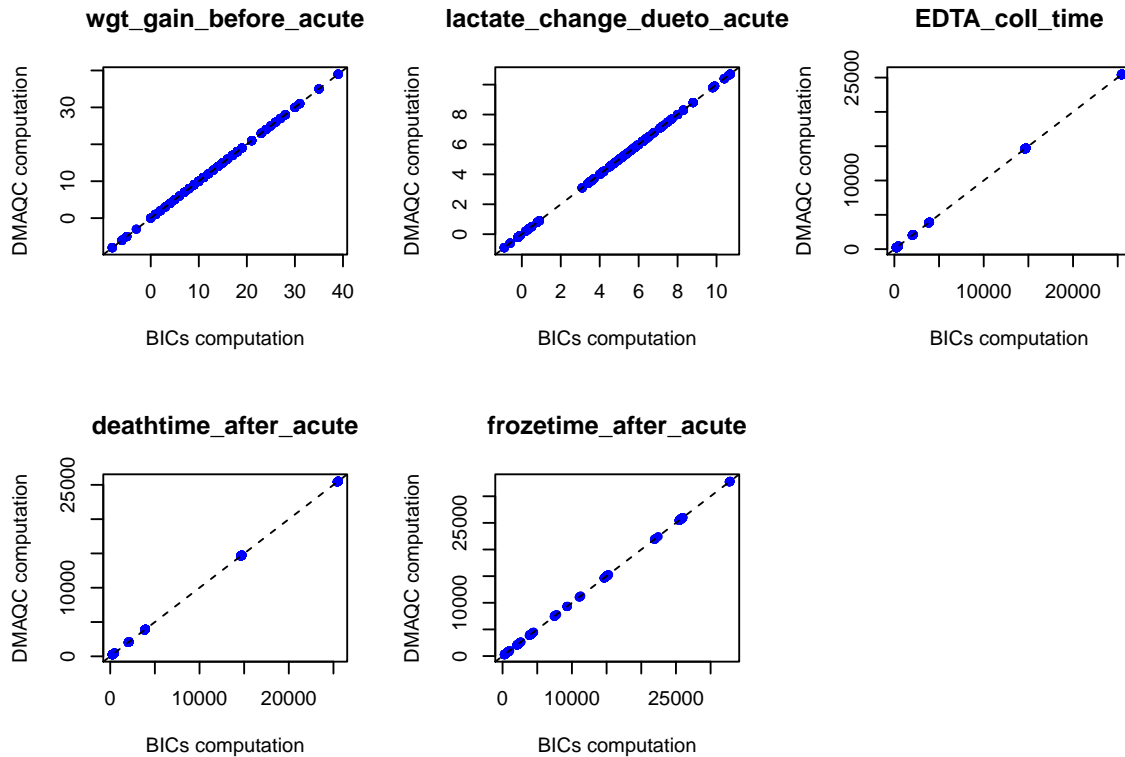 wgt_gain_before_acute
DMAQC computation
0 10 30
0 10 20 30 40
BICs computation
lactate_change_dueto_acute
DMAQC computation
0 2 4 6 8
0 2 4 6 8 10
BICs computation
EDTA_coll_time
DMAQC computation
0 10000 25000
0 10000 20000
BICs computation
deathtime_after_acute
DMAQC computation
0 10000 25000
0 10000 20000
BICs computation
frozetime_after_acute
DMAQC computation
0 10000 25000
0 10000 25000
BICs computation